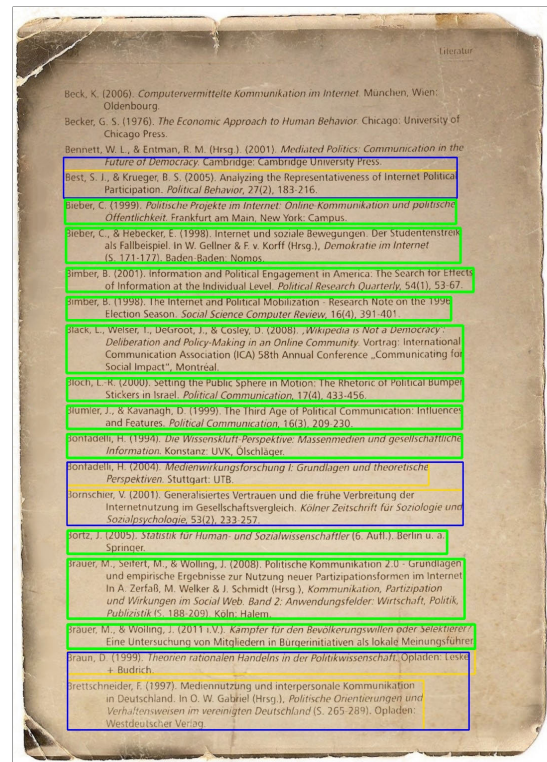 Literatur
Beck, K. (2006). Computervermittelte Kommunikation im Internet. München, Wien:
Oldenbourg.
Becker, G. S. (1976). The Economic Approach to Human Behavior. Chicago: University of
Chicago Press.
Bennett, W. L., & Entman, R. M. (Hrsg.). (2001). Mediated Politics: Communication in the
Future of Democracy. Cambridge: Cambridge University Press.
Best, S. J., & Krueger, B. S. (2005). Analyzing the Representativeness of Internet Political
Participation. Political Behavior, 27(2), 183-216.
Bieber, C. (1999). Politische Projekte im Internet: Online-Kommunikation und politische
Öffentlichkeit. Frankfurt am Main, New York: Campus.
Bieber, C., & Hebecker, E. (1998). Internet und soziale Bewegungen. Der Studentenstreik
als Fallbeispiel. In W. Gellner & F. v. Korff (Hrsg.), Demokratie im Internet
(S. 171-177). Baden-Baden: Nomos.
Bimber, B. (2001). Information and Political Engagement in America: The Search for Effects
of Information at the Individual Level. Political Research Quarterly, 54(1), 53-67.
Bimber, B. (1998). The Internet and Political Mobilization - Research Note on the 1996
Election Season. Social Science Computer Review, 16(4), 391-401.
Black, L., Welser, T., DeGroot, J., & Cosley, D. (2008). „Wikipedia is Not a Democracy“:
Deliberation and Policy-Making in an Online Community. Vortrag: International
Communication Association (ICA) 58th Annual Conference „Communicating for
Social Impact“, Montréal.
Bloch, L.-R. (2000). Setting the Public Sphere in Motion: The Rhetoric of Political Bumper
Stickers in Israel. Political Communication, 17(4), 433-456.
Blumler, J., & Kavanagh, D. (1999). The Third Age of Political Communication: Influences
and Features. Political Communication, 16(3), 209-230.
Bonfadelli, H. (1994). Die Wissenskluft-Perspektive: Massenmedien und gesellschaftliche
Information. Konstanz: UVK, Ölschläger.
Bonfadelli, H. (2004). Medienwirkungsforschung I: Grundlagen und theoretische
Perspektiven. Stuttgart: UTB.
Bornschier, V. (2001). Generalisiertes Vertrauen und die frühe Verbreitung der
Internetnutzung im Gesellschaftsvergleich. Kölner Zeitschrift für Soziologie und
Sozialpsychologie, 53(2), 233-257.
Bortz, J. (2005). Statistik für Human- und Sozialwissenschaftler (6. Aufl.). Berlin u. a.
Springer.
Brauer, M., Seifert, M., & Wolling, J. (2008). Politische Kommunikation 2.0 - Grundlagen
und empirische Ergebnisse zur Nutzung neuer Partizipationsformen im Internet
In A. Zerfaß, M. Welker & J. Schmidt (Hrsg.), Kommunikation, Partizipation
und Wirkungen im Social Web. Band 2: Anwendungsfelder: Wirtschaft, Politik,
Publizistik (S. 188-209). Köln: Halem.
Brauer, M., & Wolling, J. (2011 i.V.). Kämpfer für den Bevölkerungswillen oder Selektierer?
Eine Untersuchung von Mitgliedern in Bürgerinitiativen als lokale Meinungsführer
Braun, D. (1999). Theorien rationalen Handelns in der Politikwissenschaft. Opladen: Leske
+ Budrich.
Brettschneider, F. (1997). Mediennutzung und interpersonale Kommunikation
in Deutschland. In O. W. Gabriel (Hrsg.), Politische Orientierungen und
Verhaltensweisen im vereinigten Deutschland (S. 265-289). Opladen:
Westdeutscher Verlag.